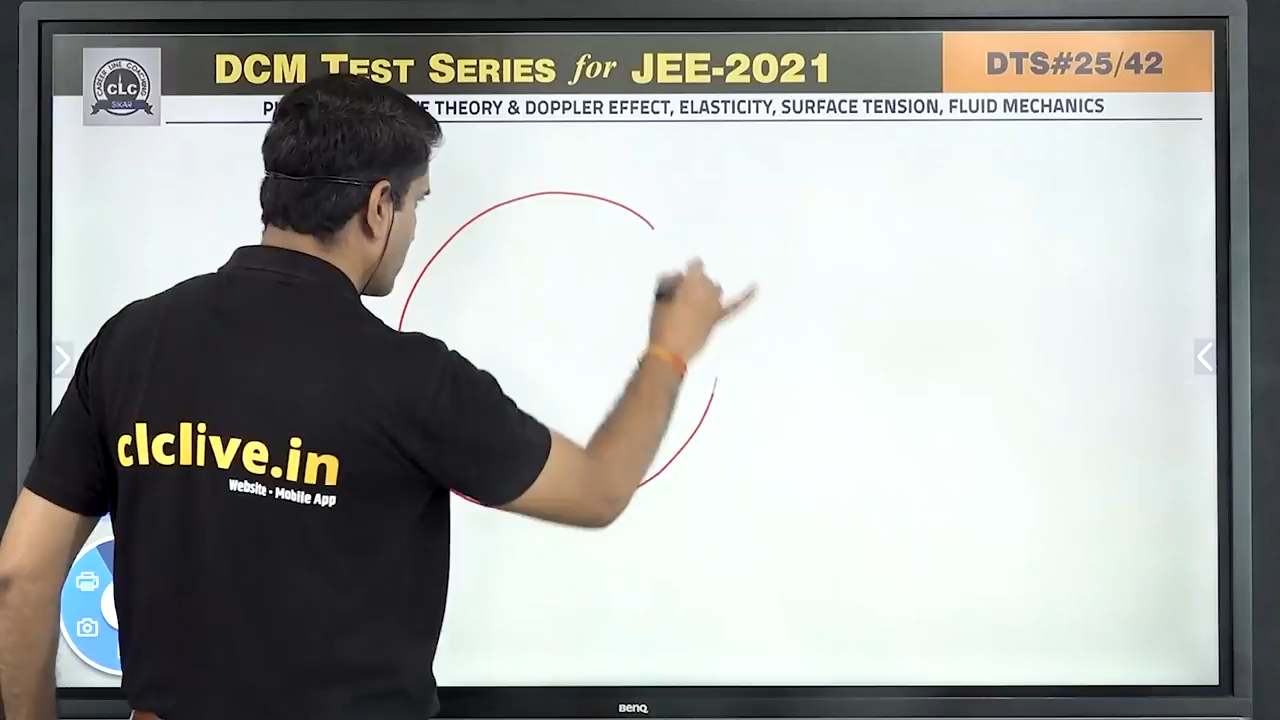 DCM TEST SERIES for JEE-2021
DTS#25/42
THEORY & DOPPLER EFFECT, ELASTICITY, SURFACE TENSION, FLUID MECHANICS
CAREER LINE COACHING
CLC
SIKAR
clclive.in
Website • Mobile App
BenQ